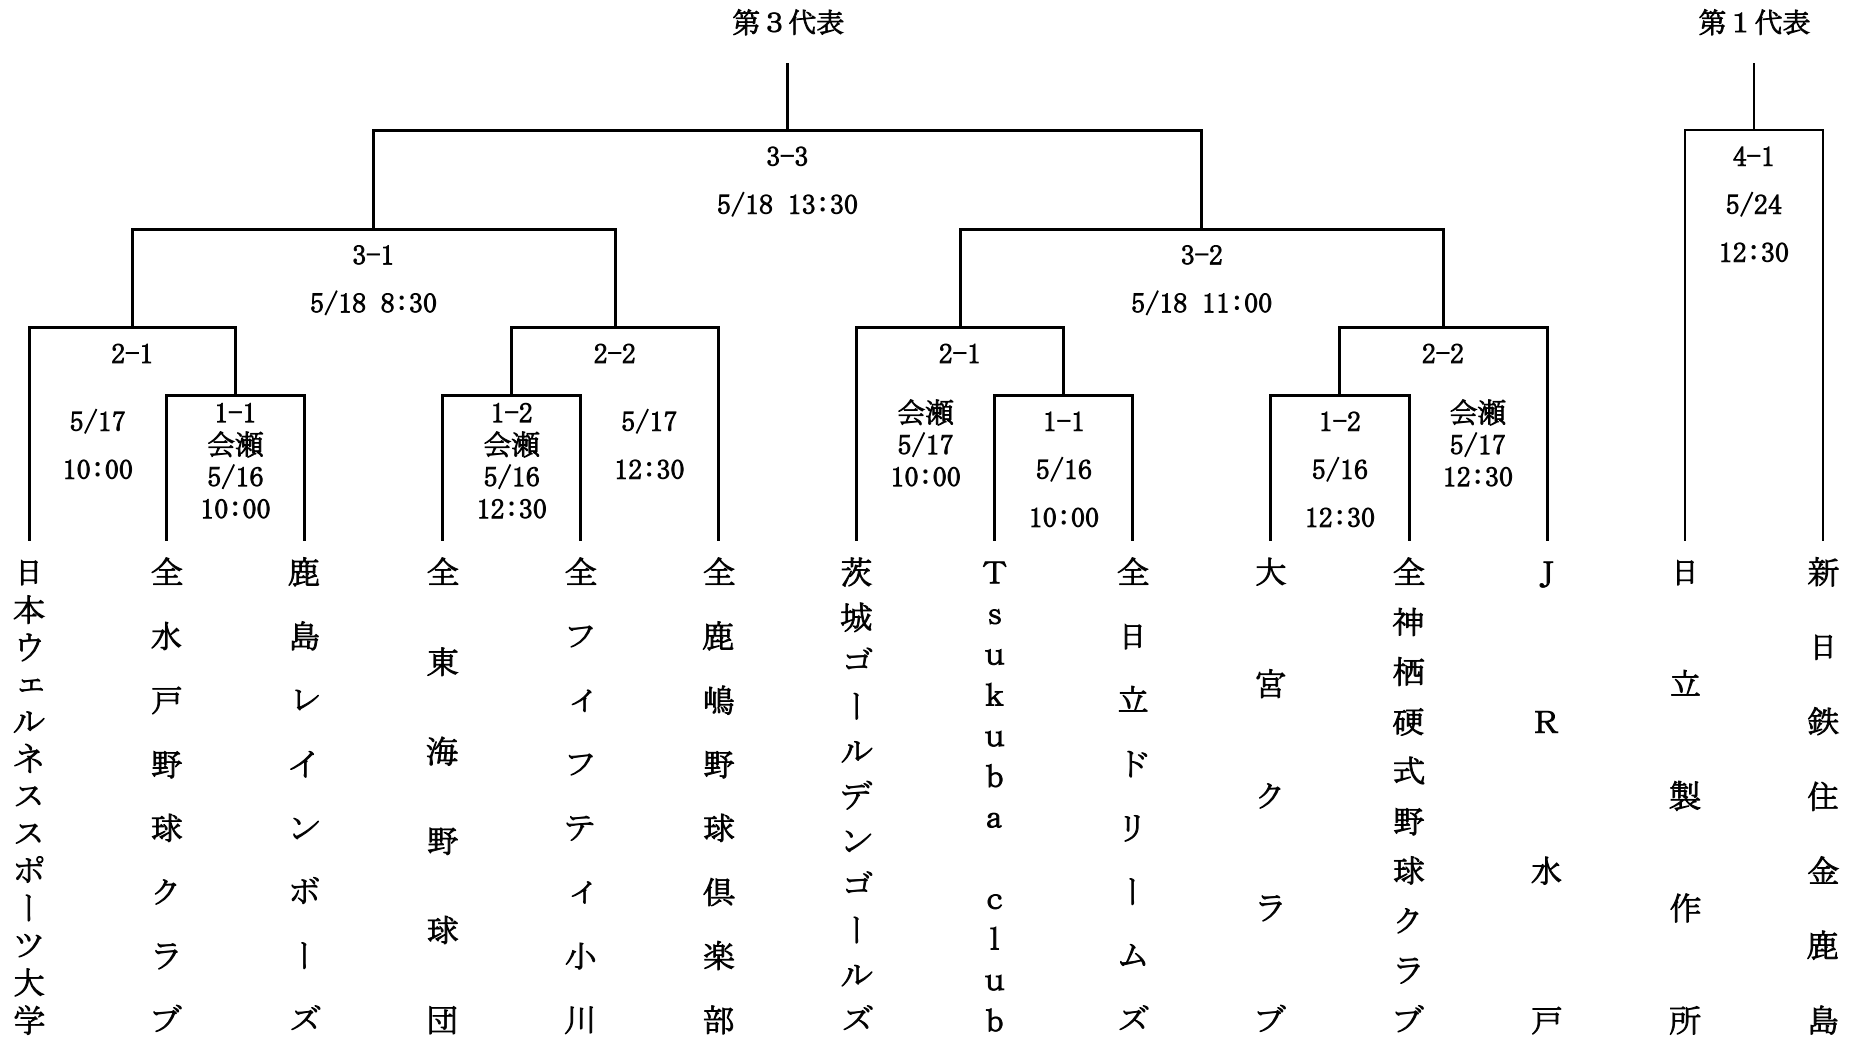 第３代表
第１代表
3-3
5/18 13:30
4-1
5/24
12:30
3-1
5/18 8:30
3-2
5/18 11:00
2-1
5/17
10:00
1-1
会瀬
5/16
10:00
2-2
5/17
12:30
1-2
会瀬
5/16
12:30
2-1
会瀬
5/17
10:00
1-1
5/16
10:00
2-2
会瀬
5/17
12:30
1-2
5/16
12:30
日本ウェルネススポーツ大学
全水戸野球クラブ
鹿島レインボーズ
全東海野球団
全フィフティ小川
全鹿嶋野球倶楽部
茨城ゴールデンゴールズ
Ｔｓｕｋｕｂａ　ｃｌｕｂ
全日立ドリームズ
大宮クラブ
全神栖硬式野球クラブ
ＪＲ水戸
日立製作所
新日鉄住金鹿島